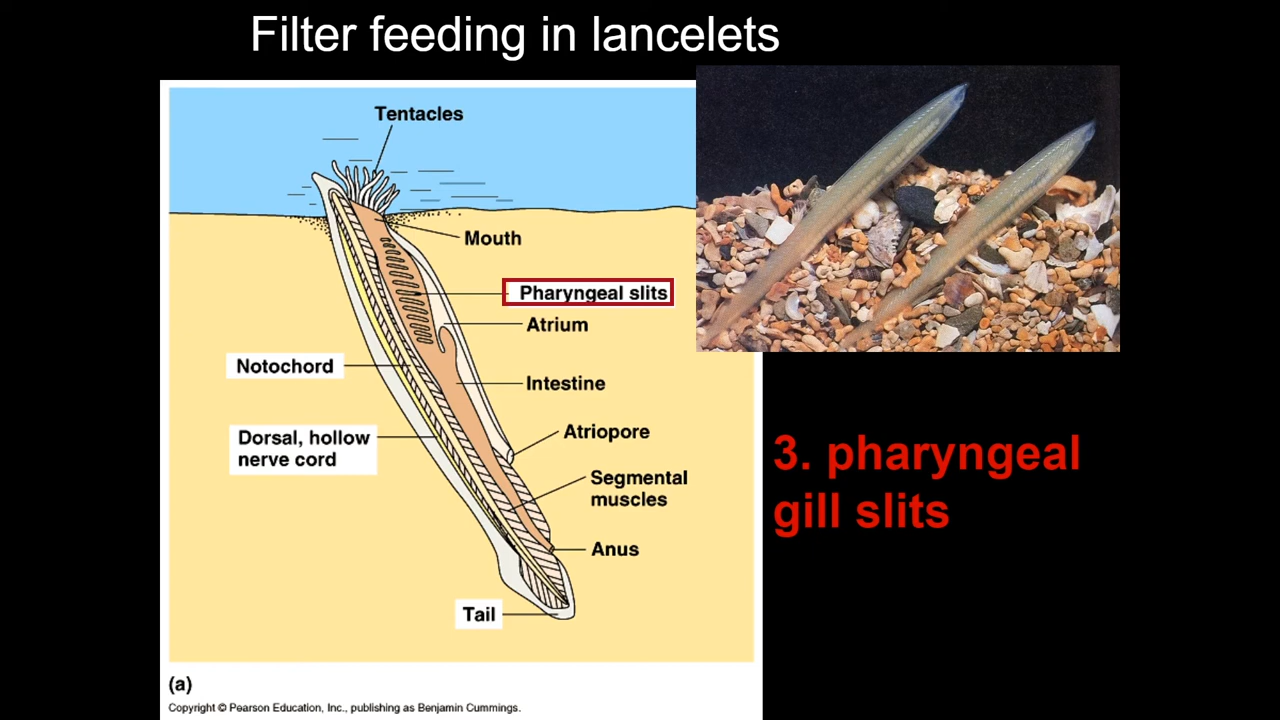 Filter feeding in lancelets
Tentacles
Mouth
Pharyngeal slits
Atrium
Notochord
Intestine
Dorsal, hollow
nerve cord
Atriopore
Segmental
muscles
Anus
Tail
3. pharyngeal
gill slits
(a)
Copyright © Pearson Education, Inc., publishing as Benjamin Cummings.